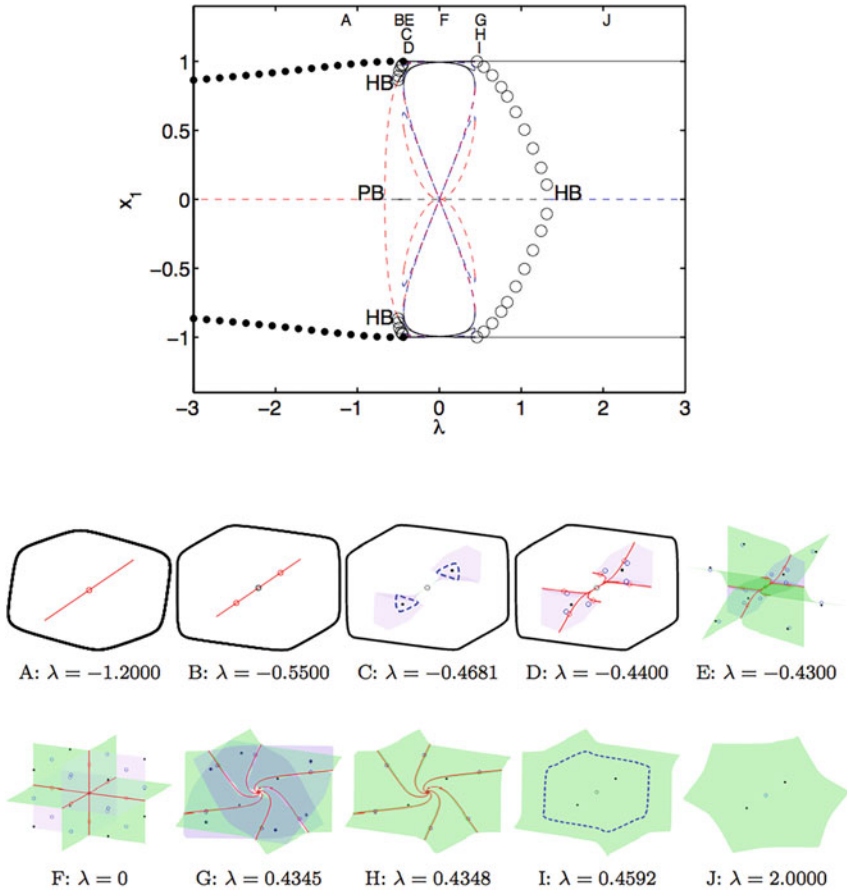 A BE F G J
C H
D I
1
HB
0.5
x₁
0
PB
HB
−0.5
HB
−1
−3 −2 −1 0 1 2 3
λ
A: λ = −1.2000
B: λ = −0.5500
C: λ = −0.4681
D: λ = −0.4400
E: λ = −0.4300
F: λ = 0
G: λ = 0.4345
H: λ = 0.4348
I: λ = 0.4592
J: λ = 2.0000